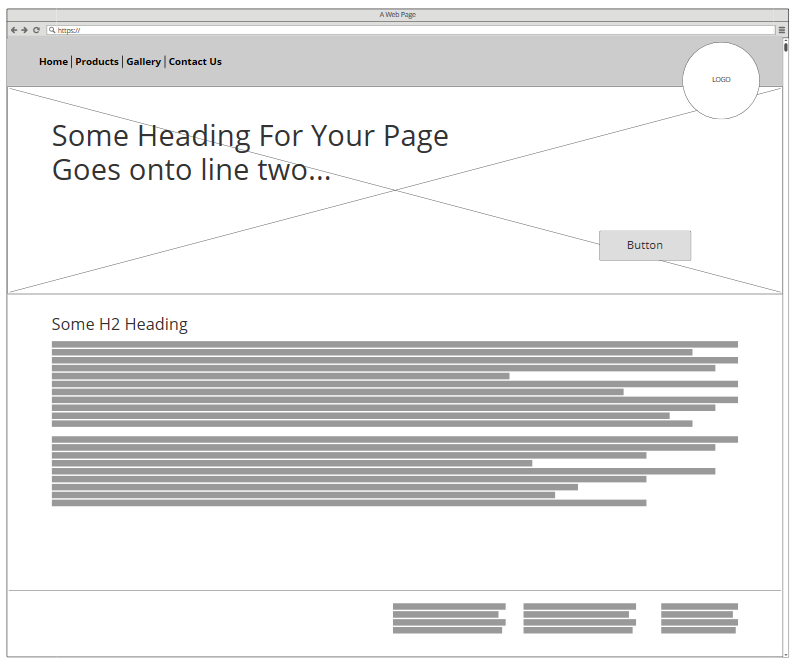 A Web Page
https://
Home | Products | Gallery | Contact Us
LOGO
Some Heading For Your Page
Goes onto line two...
Button
Some H2 Heading